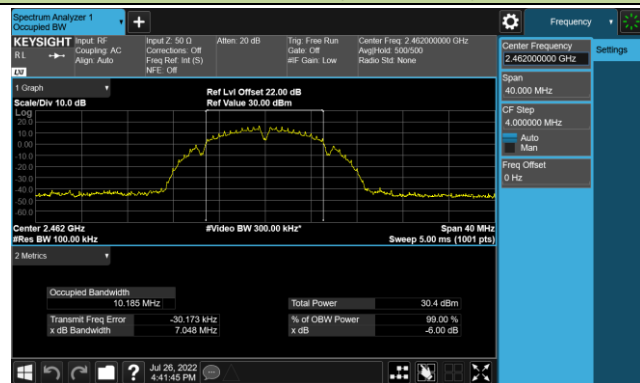 Spectrum Analyzer 1
Occupied BW
Frequency
KEYSIGHT
Input: RF
Coupling: AC
Align: Auto
Input Z: 50 Ω
Corrections: Off
Freq Ref: Int (S)
NFE: Off
Atten: 20 dB
Trig: Free Run
Gate: Off
#IF Gain: Low
Center Freq: 2.462000000 GHz
Avg|Hold: 500/500
Radio Std: None
RL
LXI
Center Frequency
2.462000000 GHz
Settings
Span
40.000 MHz
CF Step
4.000000 MHz
Auto
Man
Freq Offset
0 Hz
1 Graph
Scale/Div 10.0 dB
Ref Lvl Offset 22.00 dB
Ref Value 30.00 dBm
Log
20.0
10.0
0.00
-10.0
-20.0
-30.0
-40.0
-50.0
-60.0
Center 2.462 GHz
#Video BW 300.00 kHz*
Span 40 MHz
#Res BW 100.00 kHz
Sweep 5.00 ms (1001 pts)
2 Metrics
Occupied Bandwidth
10.185 MHz
Total Power 30.4 dBm
Transmit Freq Error -30.173 kHz
% of OBW Power 99.00 %
x dB Bandwidth 7.048 MHz
x dB -6.00 dB
?
Jul 26, 2022
4:41:45 PM